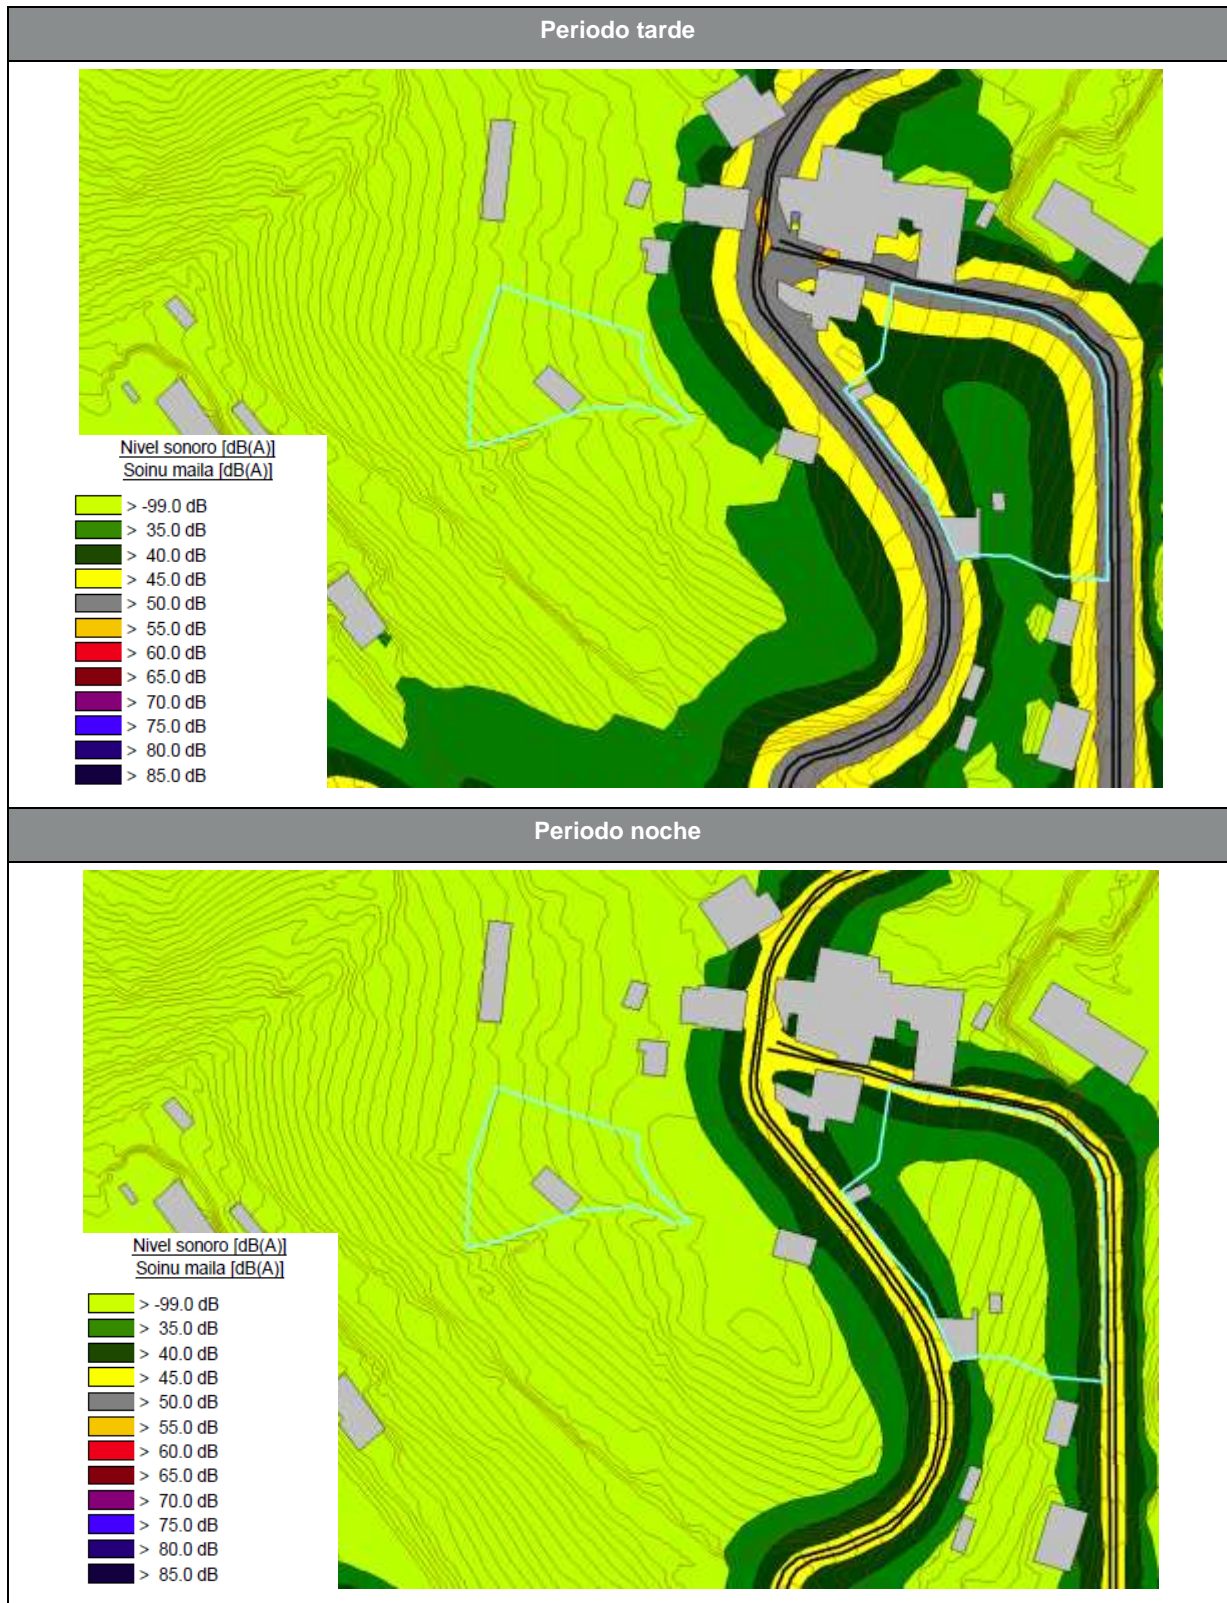 Periodo tarde
Nivel sonoro [dB(A)]
Soinu maila [dB(A)]
> -99.0 dB
> 35.0 dB
> 40.0 dB
> 45.0 dB
> 50.0 dB
> 55.0 dB
> 60.0 dB
> 65.0 dB
> 70.0 dB
> 75.0 dB
> 80.0 dB
> 85.0 dB
Periodo noche
Nivel sonoro [dB(A)]
Soinu maila [dB(A)]
> -99.0 dB
> 35.0 dB
> 40.0 dB
> 45.0 dB
> 50.0 dB
> 55.0 dB
> 60.0 dB
> 65.0 dB
> 70.0 dB
> 75.0 dB
> 80.0 dB
> 85.0 dB